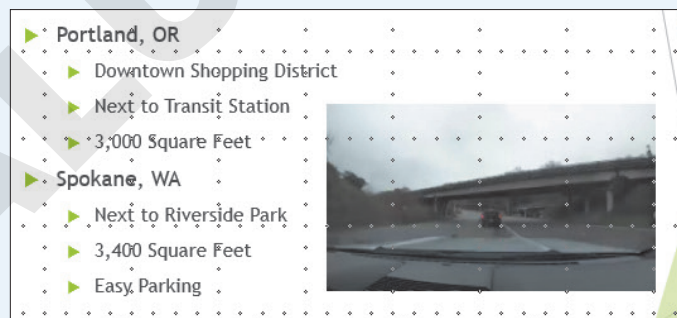 Portland, OR
Downtown Shopping District
Next to Transit Station
3,000 Square Feet
Spokane, WA
Next to Riverside Park
3,400 Square Feet
Easy Parking